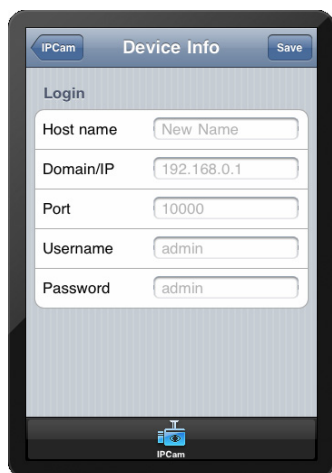 IPCam Device Info Save
Login
Host name New Name
Domain/IP 192.168.0.1
Port 10000
Username admin
Password admin
IPCam